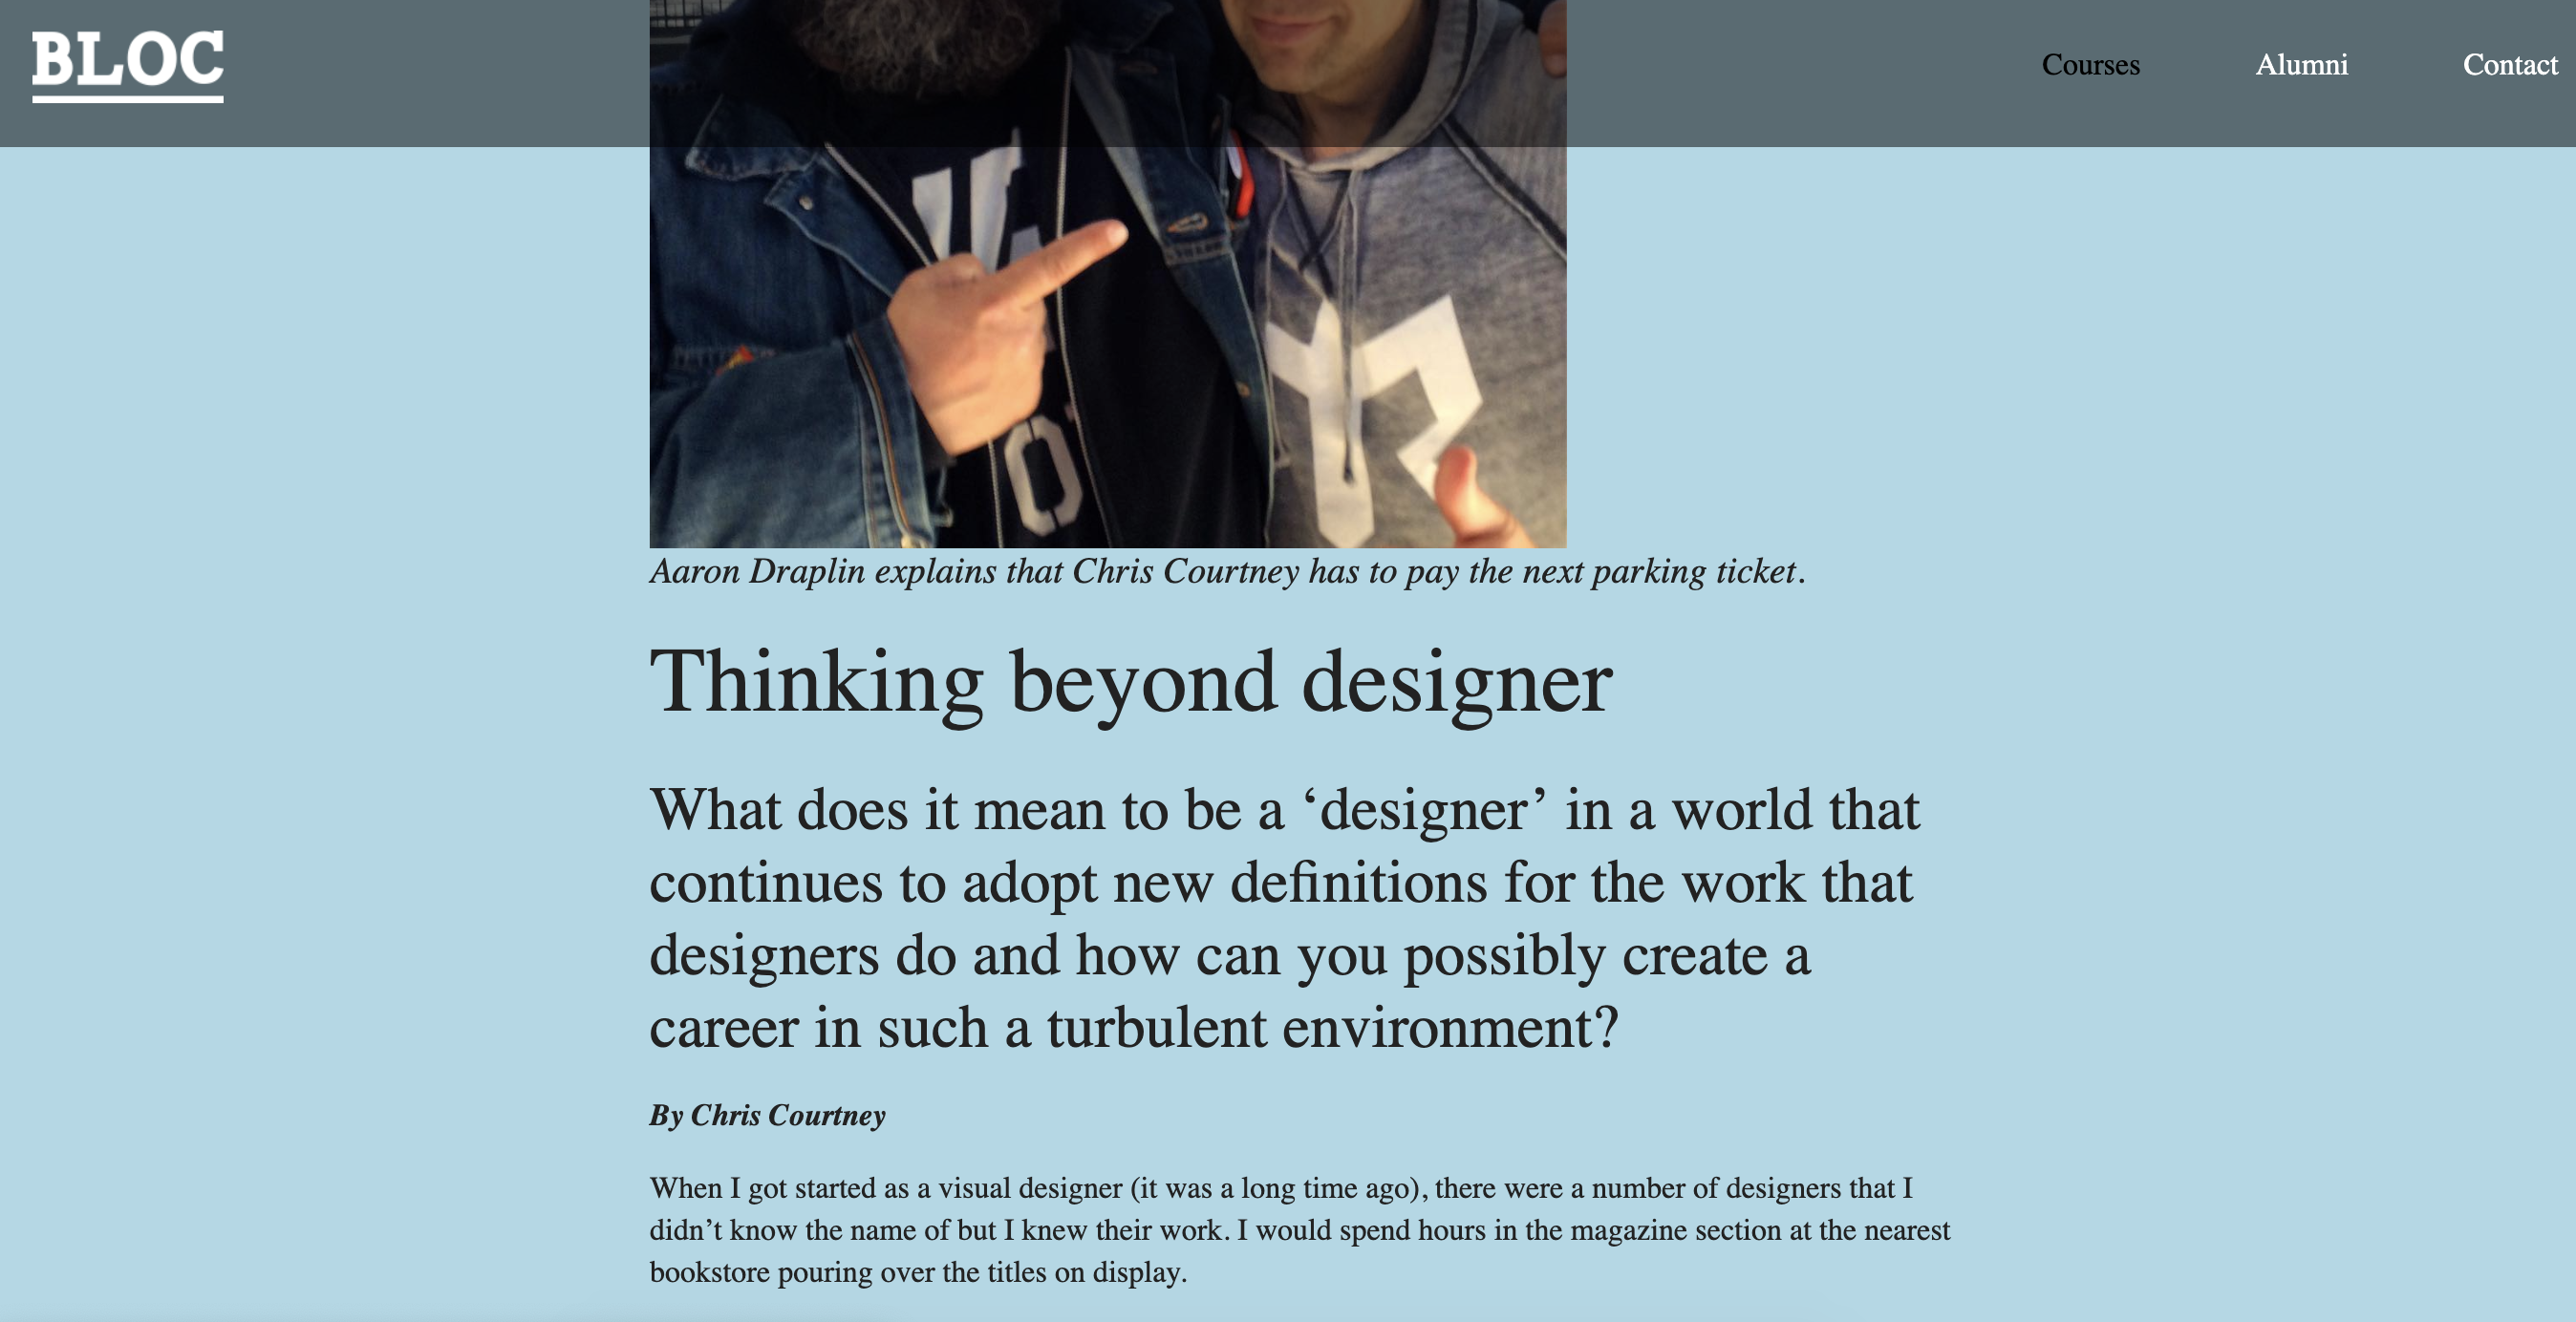 BLOC
Courses Alumni Contact
O
Aaron Draplin explains that Chris Courtney has to pay the next parking ticket.
Thinking beyond designer
What does it mean to be a ‘designer’ in a world that
continues to adopt new definitions for the work that
designers do and how can you possibly create a
career in such a turbulent environment?
By Chris Courtney
When I got started as a visual designer (it was a long time ago), there were a number of designers that I
didn’t know the name of but I knew their work. I would spend hours in the magazine section at the nearest
bookstore pouring over the titles on display.